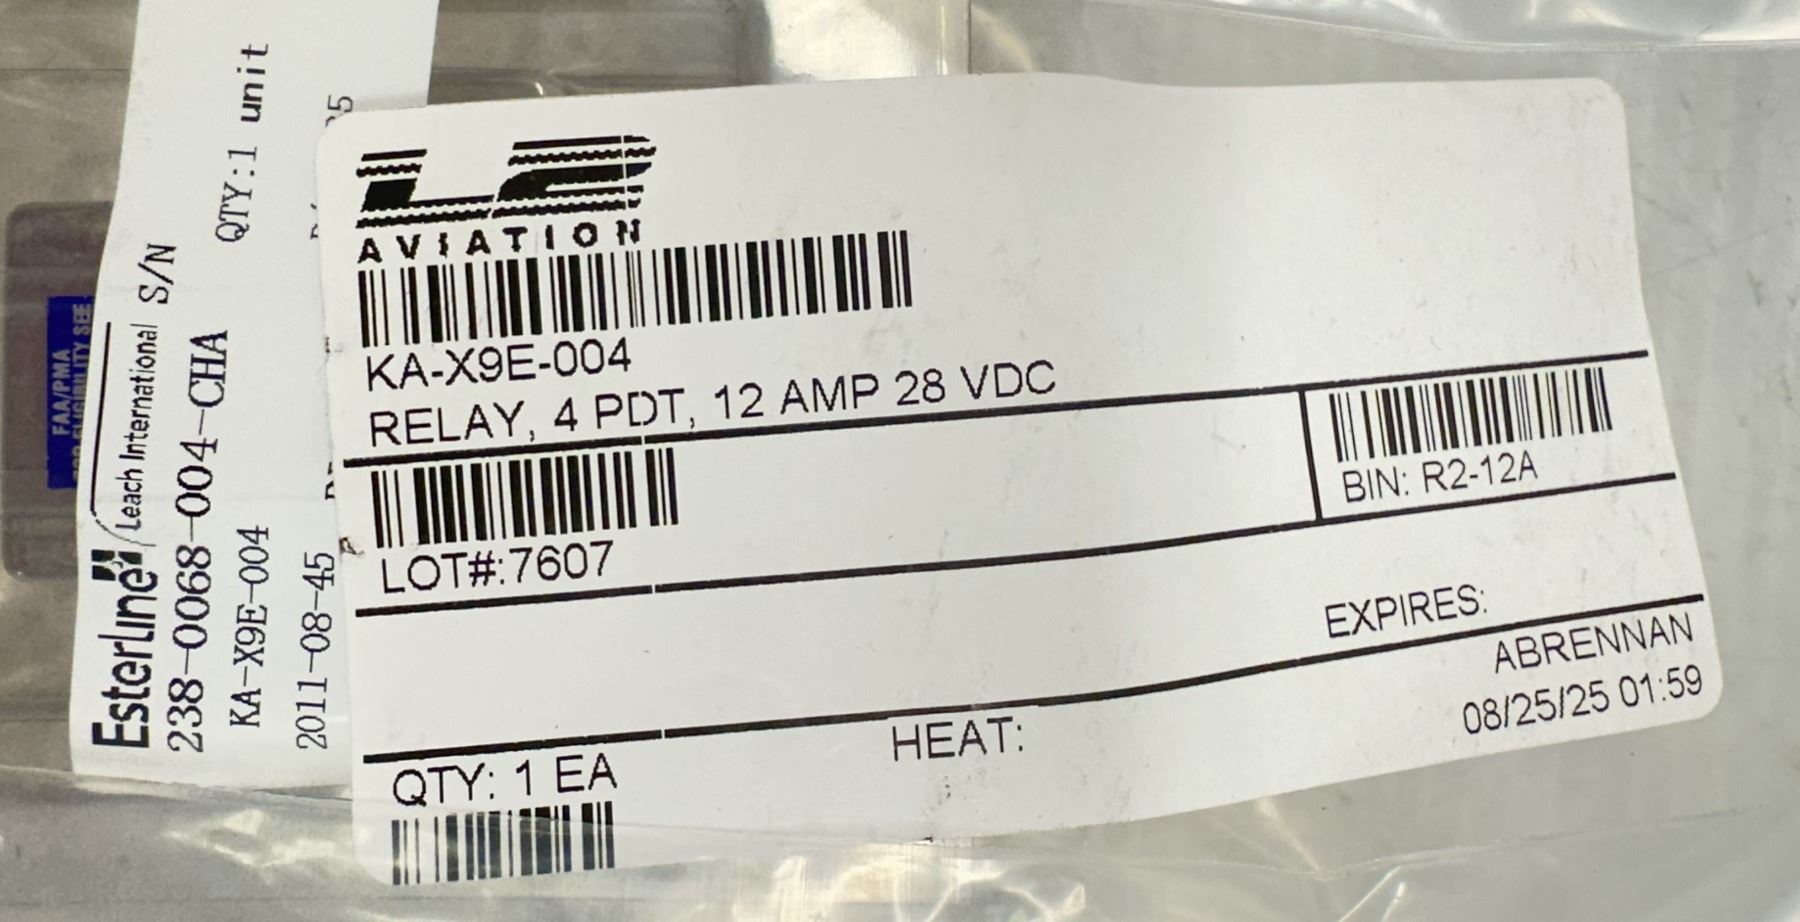 L2
AVIATION
KA-X9E-004
RELAY, 4 PDT, 12 AMP 28 VDC
BIN: R2-12A
LOT#:7607
EXPIRES:
HEAT:
ABRENNAN
08/25/25 01:59
QTY: 1 EA
Esterline
Leach International S/N
238-0068-004-CHA
KA-X9E-004 QTY:1 unit
2011-08-45
FAA/PMA
ELIGIBILITY SEE